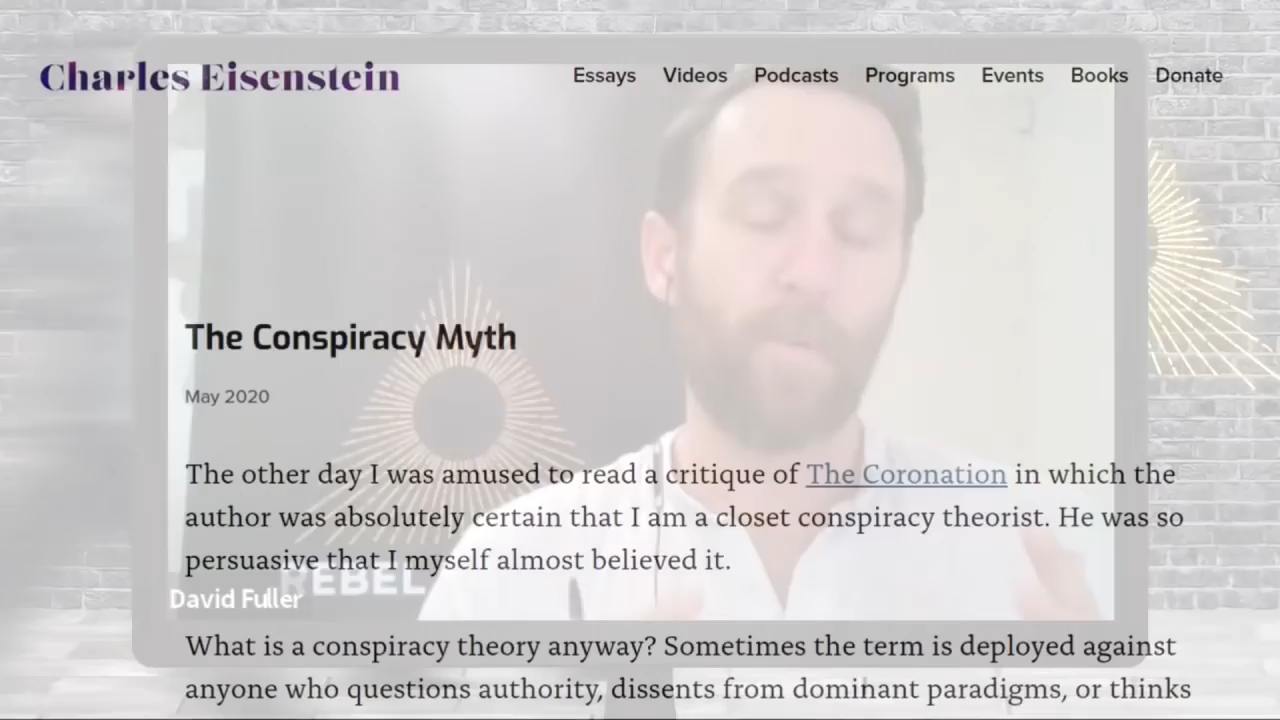 Charles Eisenstein
Essays Videos Podcasts Programs Events Books Donate
The Conspiracy Myth
May 2020
The other day I was amused to read a critique of The Coronation in which the
author was absolutely certain that I am a closet conspiracy theorist. He was so
persuasive that I myself almost believed it.
REBEL
David Fuller
What is a conspiracy theory anyway? Sometimes the term is deployed against
anyone who questions authority, dissents from dominant paradigms, or thinks